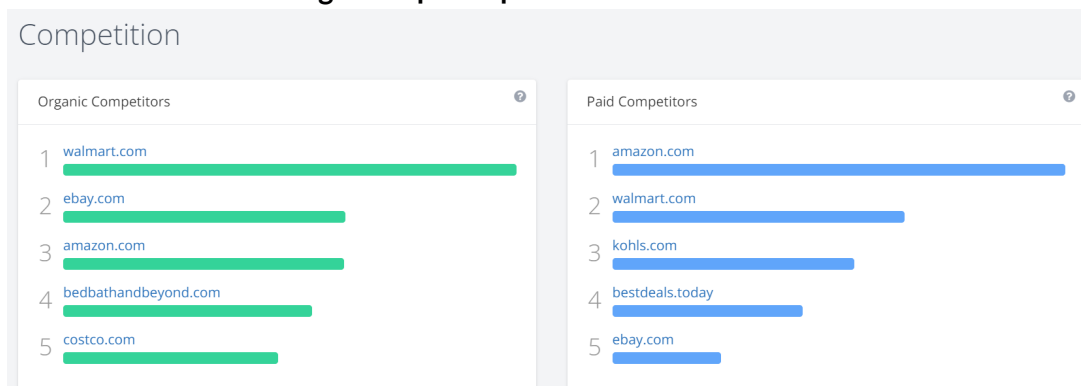 Competition
Organic Competitors
1 walmart.com
2 ebay.com
3 amazon.com
4 bedbathandbeyond.com
5 costco.com
Paid Competitors
1 amazon.com
2 walmart.com
3 kohls.com
4 bestdeals.today
5 ebay.com